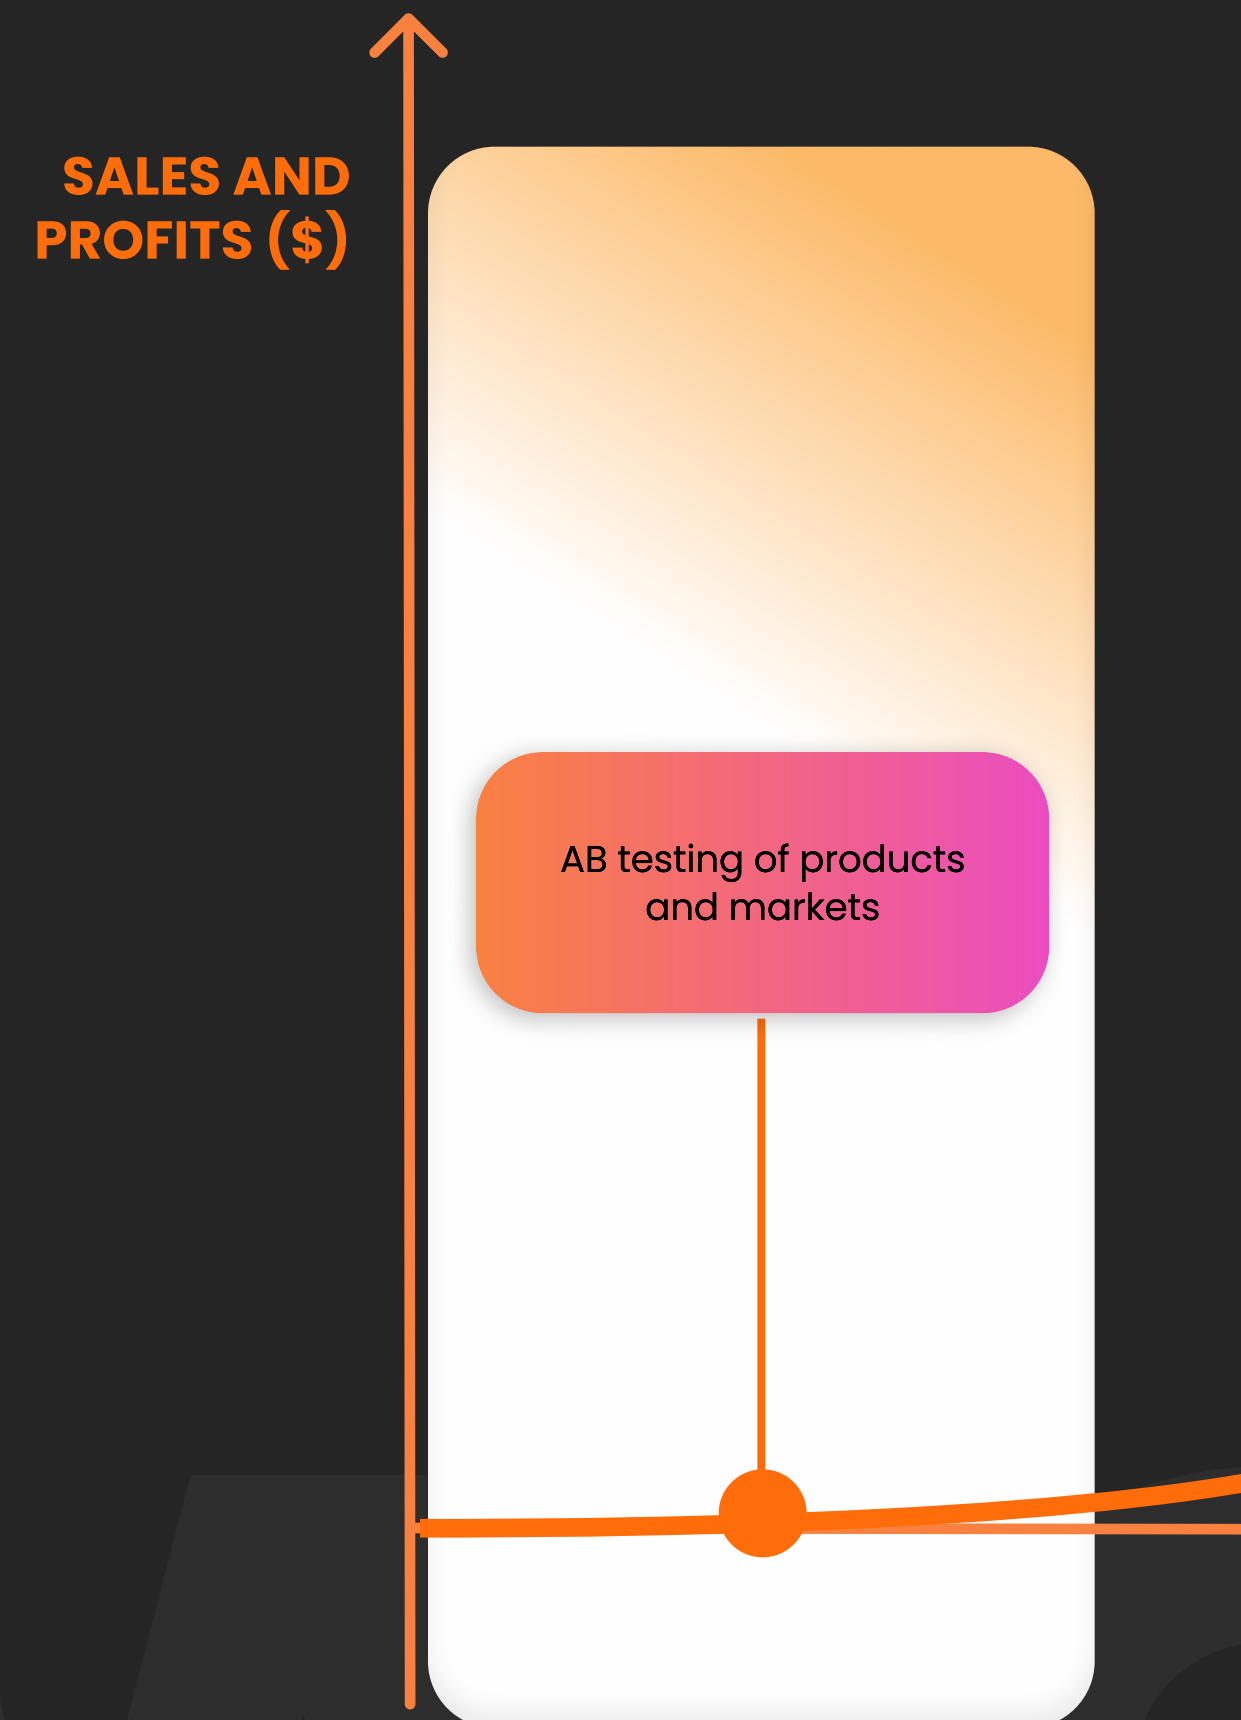 SALES AND
PROFITS ($)
AB testing of products
and markets